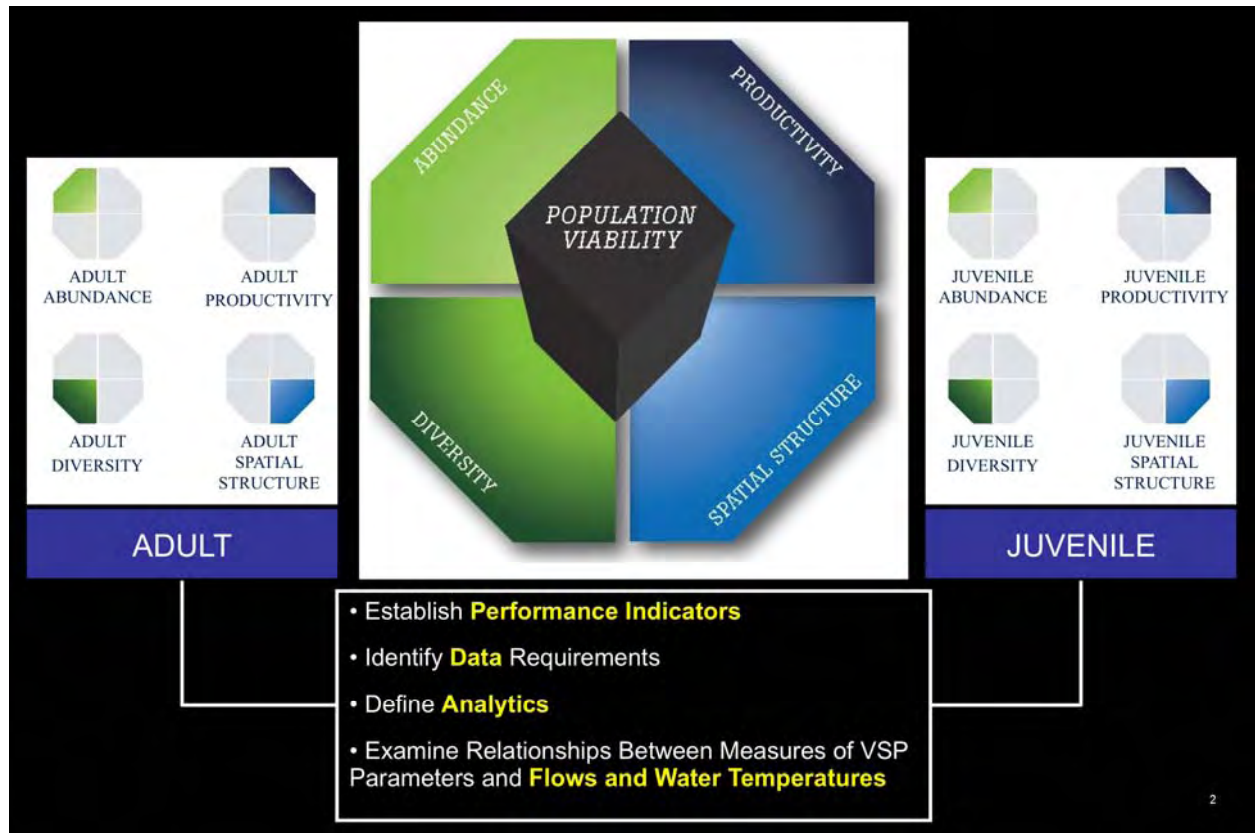 ABUNDANCE
PRODUCTIVITY
POPULATION
VIABILITY
DIVERSITY
SPATIAL STRUCTURE
ADULT
ABUNDANCE
ADULT
PRODUCTIVITY
ADULT
DIVERSITY
ADULT
SPATIAL
STRUCTURE
ADULT
JUVENILE
ABUNDANCE
JUVENILE
PRODUCTIVITY
JUVENILE
DIVERSITY
JUVENILE
SPATIAL
STRUCTURE
JUVENILE
• Establish Performance Indicators
• Identify Data Requirements
• Define Analytics
• Examine Relationships Between Measures of VSP
Parameters and Flows and Water Temperatures
2